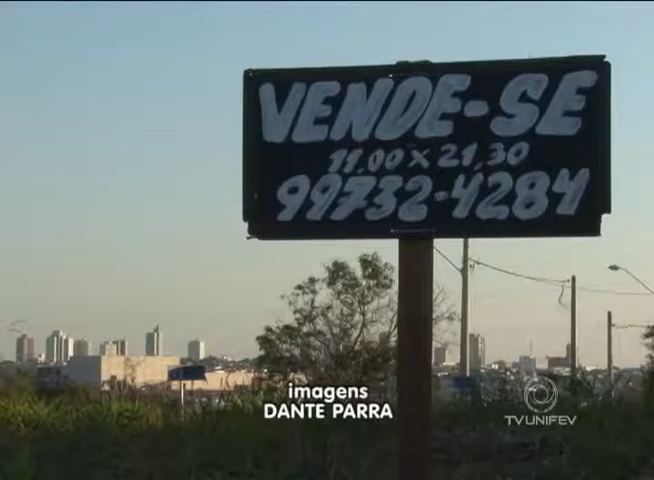 VENDE-SE
11,00 x 21,30
99732-4284
imagens
DANTE PARRA
TVUNIFEV